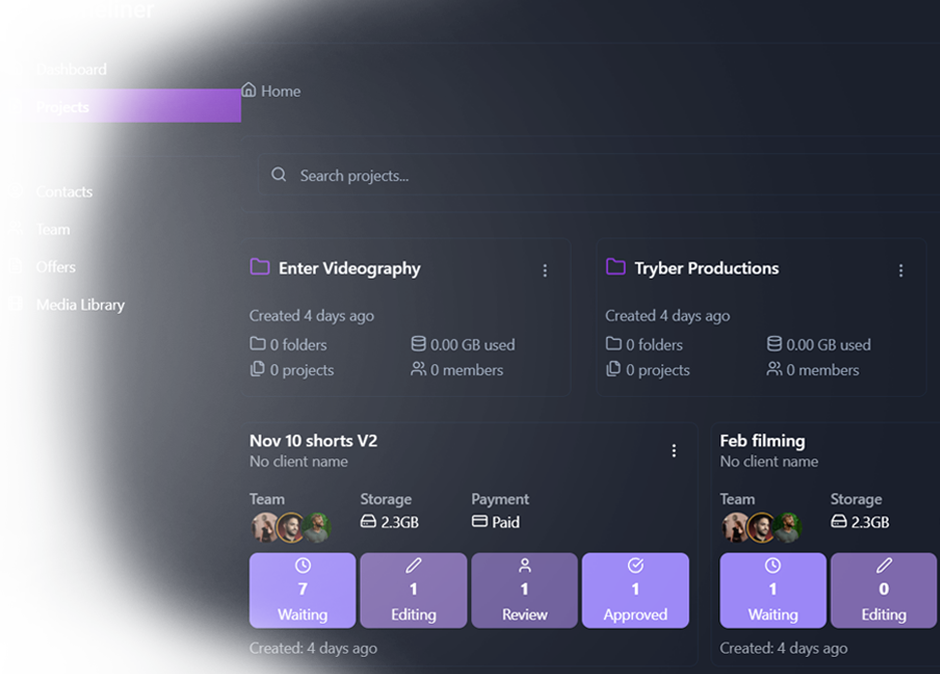 Dashboard
Projects
Contacts
Team
Offers
Media Library
Home
Search projects...
Enter Videography
Created 4 days ago
0 folders
0.00 GB used
0 projects
0 members
Tryber Productions
Created 4 days ago
0 folders
0.00 GB used
0 projects
0 members
Nov 10 shorts V2
No client name
Team
Storage
Payment
2.3GB
Paid
7
Waiting
1
Editing
1
Review
1
Approved
Created: 4 days ago
Feb filming
No client name
Team
Storage
2.3GB
1
Waiting
0
Editing
Created: 4 days ago